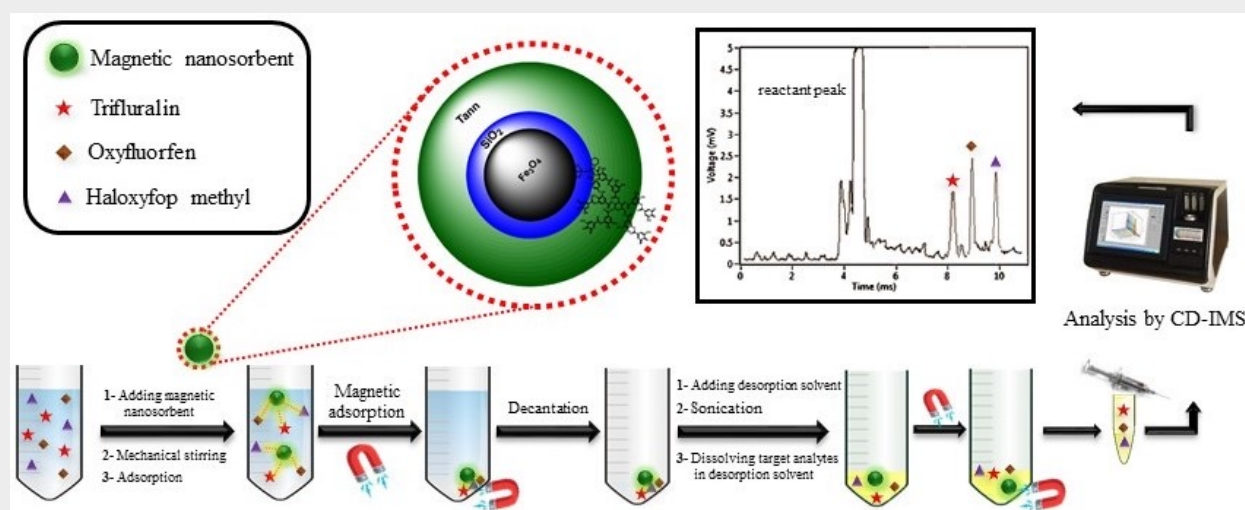 Magnetic nanosorbent
Trifluralin
Oxyfluorfen
Haloxyfop methyl
Tann
SiO₂
Fe₃O₄
reactant peak
Voltage (mV)
5
4.5
4
3.5
3
2.5
2
1.5
1
0.5
0
0
2
4
6
8
10
Time (ms)
Analysis by CD-IMS
1- Adding magnetic
nanosorbent
2- Mechanical stirring
3- Adsorption
Magnetic
adsorption
Decantation
1- Adding desorption solvent
2- Sonication
3- Dissolving target analytes
in desorption solvent